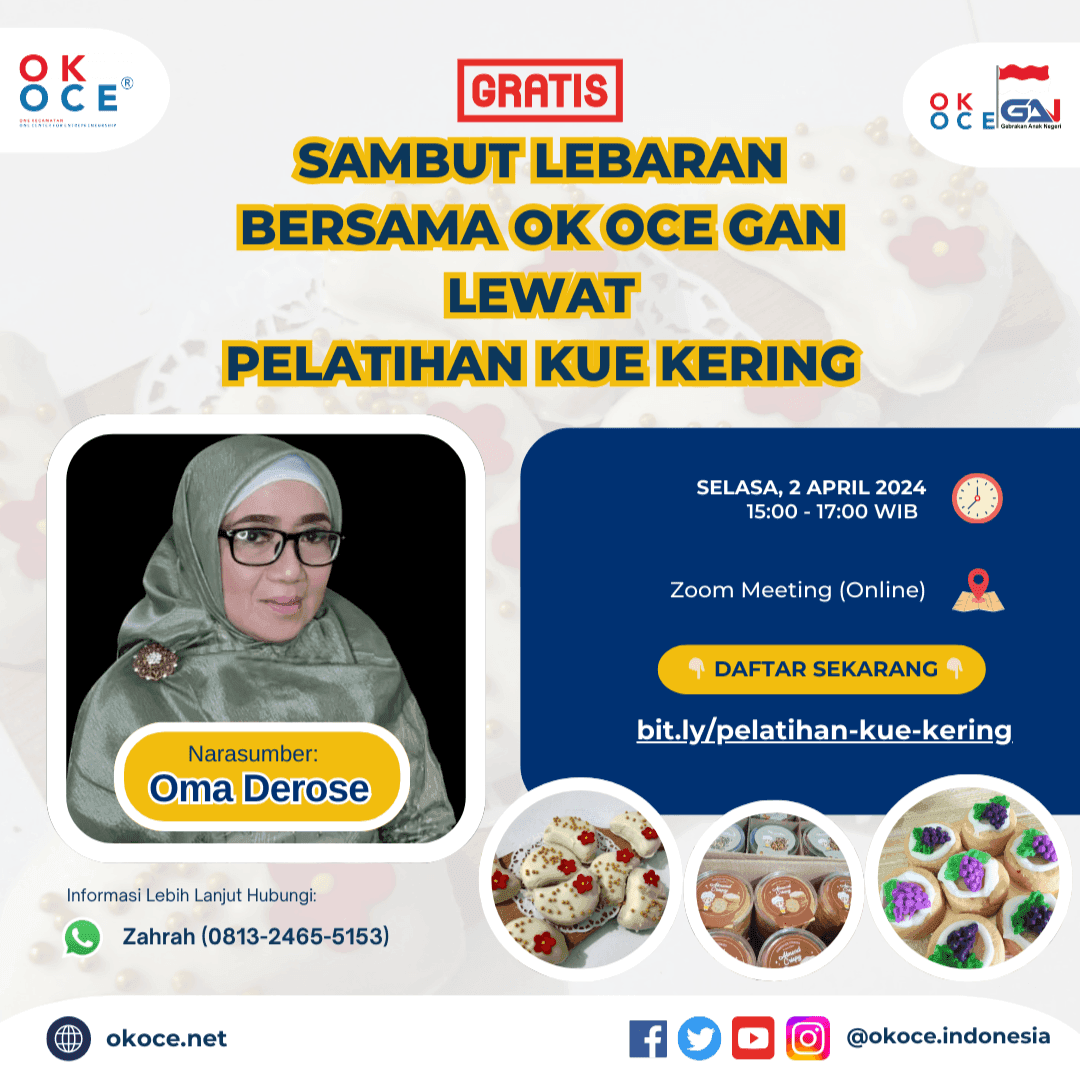 OK
OCE®
GRATIS
OK
OCE
GAN
Gebrakan Anak Negeri
SAMBUT LEBARAN
BERSAMA OK OCE GAN
LEWAT
PELATIHAN KUE KERING
SELASA, 2 APRIL 2024
15:00 - 17:00 WIB
Zoom Meeting (Online)
DAFTAR SEKARANG
bit.ly/pelatihan-kue-kering
Narasumber:
Oma Derose
Informasi Lebih Lanjut Hubungi:
Zahrah (0813-2465-5153)
Almond
Crispy
okoce.net
@okoce.indonesia